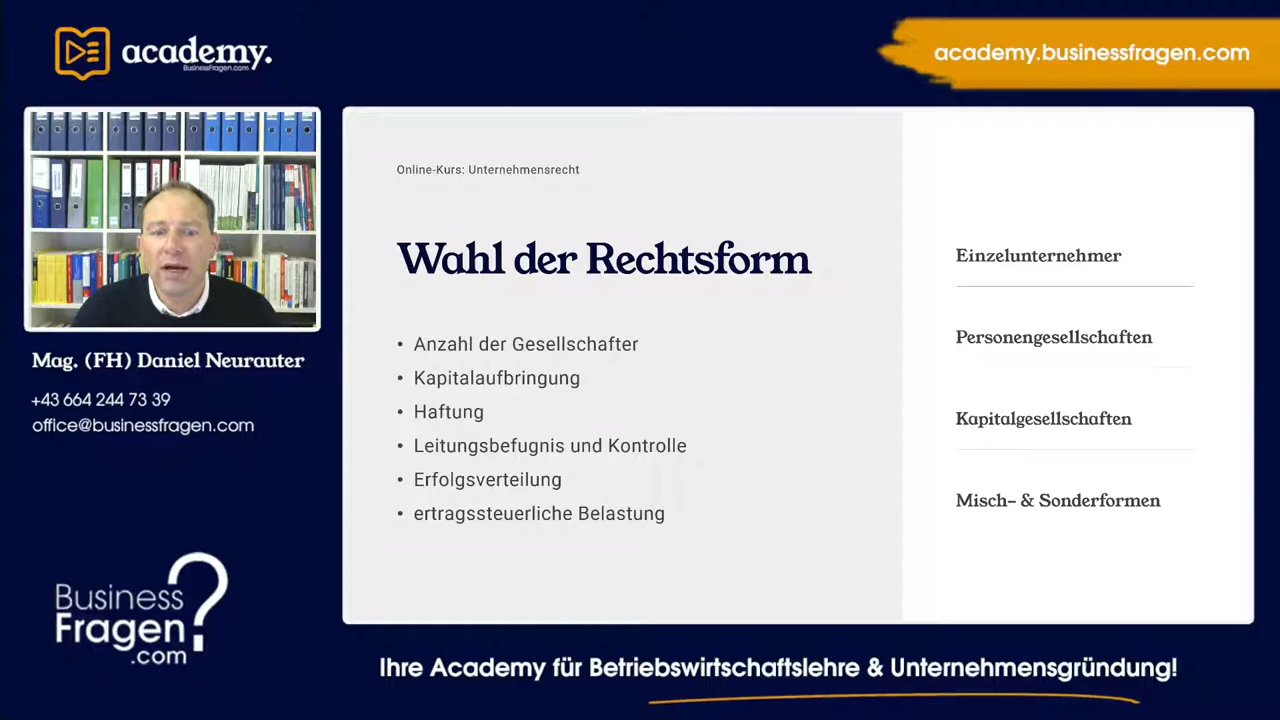 academy.
BusinessFragen.com
academy.businessfragen.com
Mag. (FH) Daniel Neurauter
+43 664 244 73 39
office@businessfragen.com
Business
Fragen
.com
?
Online-Kurs: Unternehmensrecht
Wahl der Rechtsform
• Anzahl der Gesellschafter
• Kapitalaufbringung
• Haftung
• Leitungsbefugnis und Kontrolle
• Erfolgsverteilung
• ertragssteuerliche Belastung
Einzelunternehmer
Personengesellschaften
Kapitalgesellschaften
Misch- & Sonderformen
Ihre Academy für Betriebswirtschaftslehre & Unternehmensgründung!